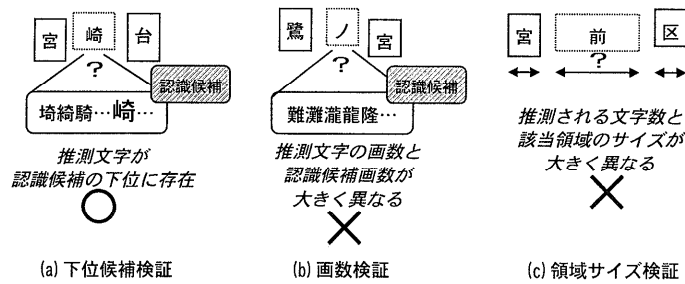 宮 崎 台
?
認識候補
埼綺騎…崎…
推測文字が
認識候補の下位に存在
(a) 下位候補検証
鷺 ノ 宮
?
認識候補
難灘瀧龍隆…
推測文字の画数と
認識候補画数が
大きく異なる
(b) 画数検証
宮 前 区
?
推測される文字数と
該当領域のサイズが
大きく異なる
(c) 領域サイズ検証